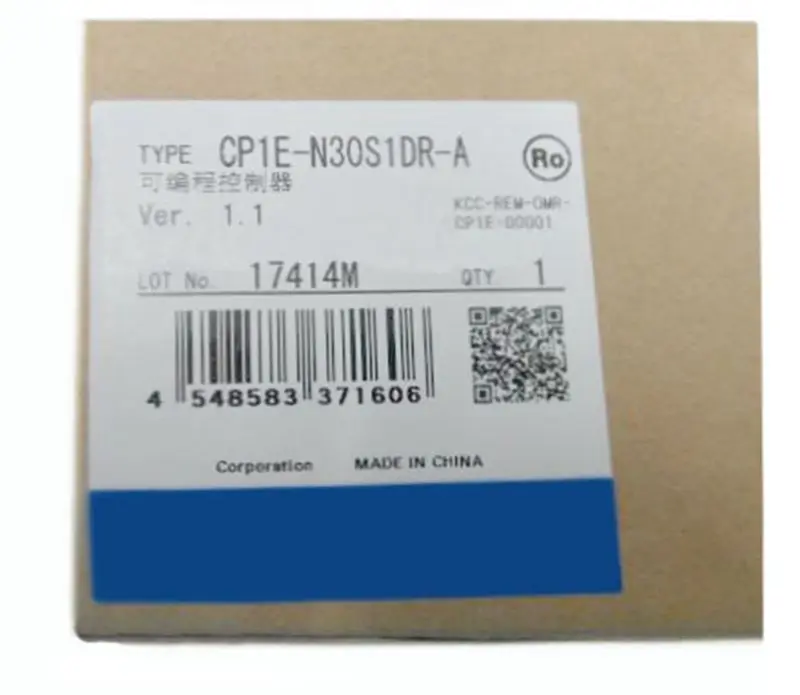 TYPE CP1E-N30S1DR-A
Ro
可编程控制器
Ver. 1.1
KCC-REM-OMR-
CP1E-00001
LOT No. 17414M QTY 1
4 548583 371606
Corporation MADE IN CHINA